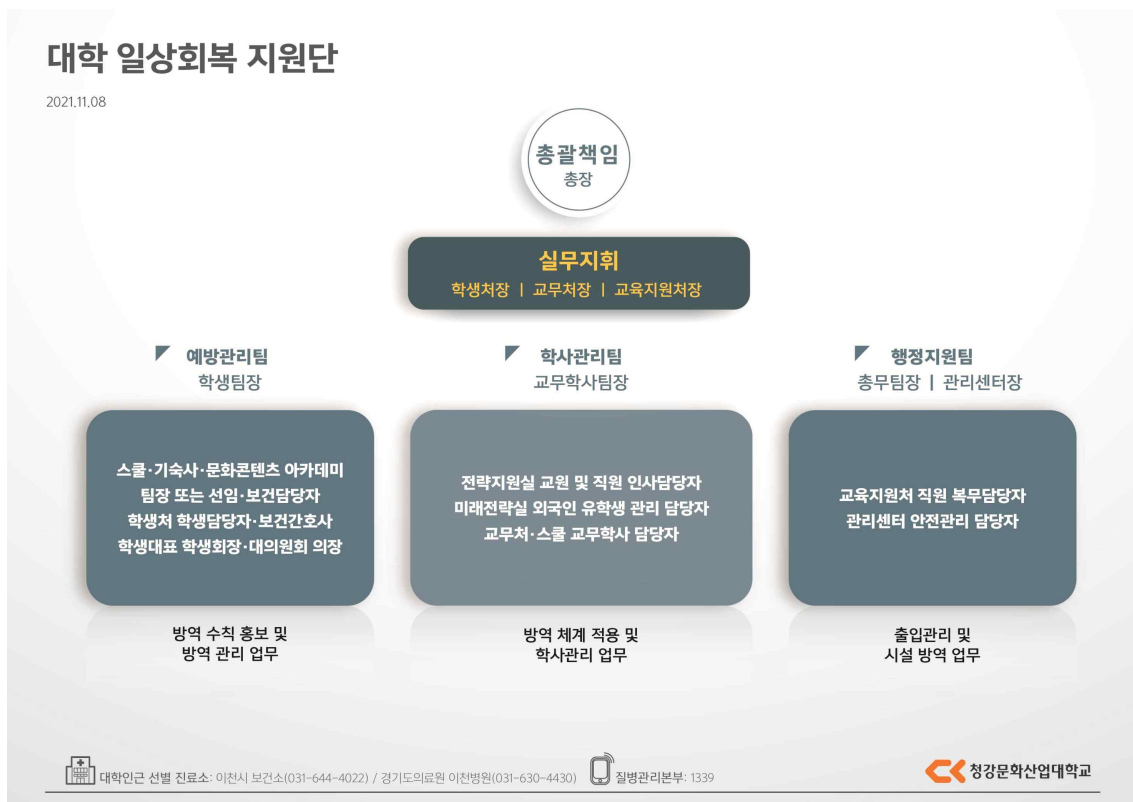 대학 일상회복 지원단
2021.11.08
총괄책임
총장
실무지휘
학생처장 | 교무처장 | 교육지원처장
예방관리팀
학생팀장
스쿨·기숙사·문화콘텐츠 아카데미
팀장 또는 선임·보건담당자
학생처 학생담당자·보건간호사
학생대표 학생회장·대의원회 의장
방역 수칙 홍보 및
방역 관리 업무
학사관리팀
교무학사팀장
전략지원실 교원 및 직원 인사담당자
미래전략실 외국인 유학생 관리 담당자
교무처·스쿨 교무학사 담당자
방역 체계 적용 및
학사관리 업무
행정지원팀
총무팀장 | 관리센터장
교육지원처 직원 복무담당자
관리센터 안전관리 담당자
출입관리 및
시설 방역 업무
대학인근 선별 진료소: 이천시 보건소(031-644-4022) / 경기도의료원 이천병원(031-630-4430)
질병관리본부: 1339
청강문화산업대학교